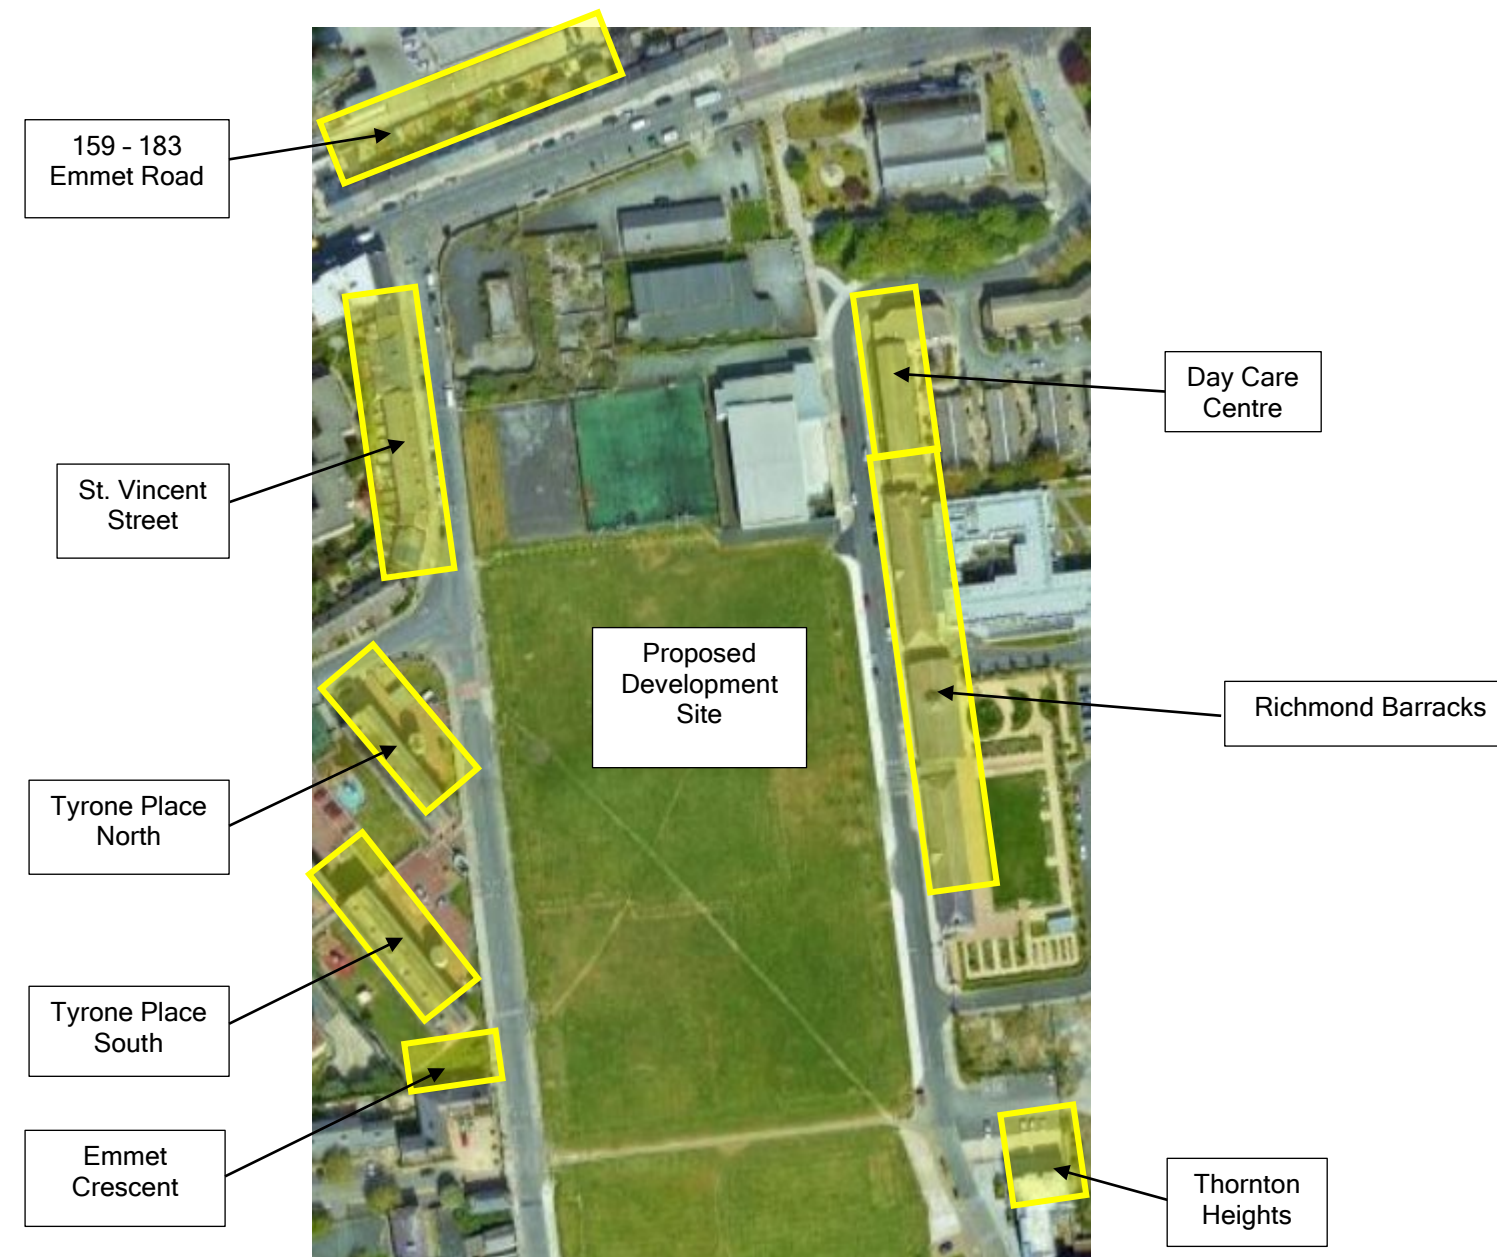 159 - 183
Emmet Road
Day Care
Centre
St. Vincent
Street
Proposed
Development
Site
Richmond Barracks
Tyrone Place
North
Tyrone Place
South
Emmet
Crescent
Thornton
Heights